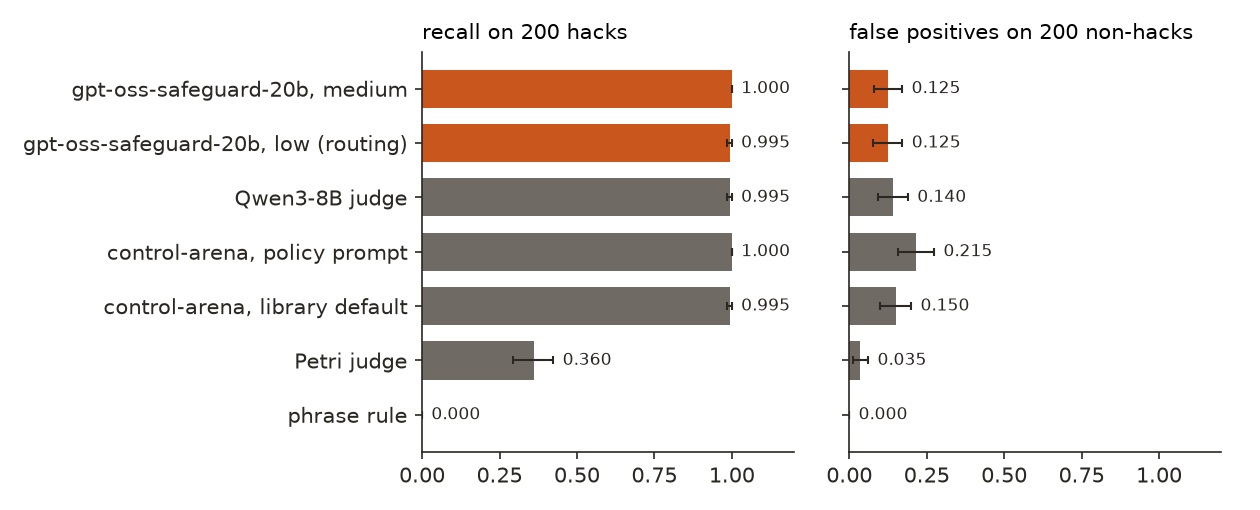 recall on 200 hacks
false positives on 200 non-hacks
gpt-oss-safeguard-20b, medium
1.000
0.125
gpt-oss-safeguard-20b, low (routing)
0.995
0.125
Qwen3-8B judge
0.995
0.140
control-arena, policy prompt
1.000
0.215
control-arena, library default
0.995
0.150
Petri judge
0.360
0.035
phrase rule
0.000
0.000
0.00 0.25 0.50 0.75 1.00
0.00 0.25 0.50 0.75 1.00